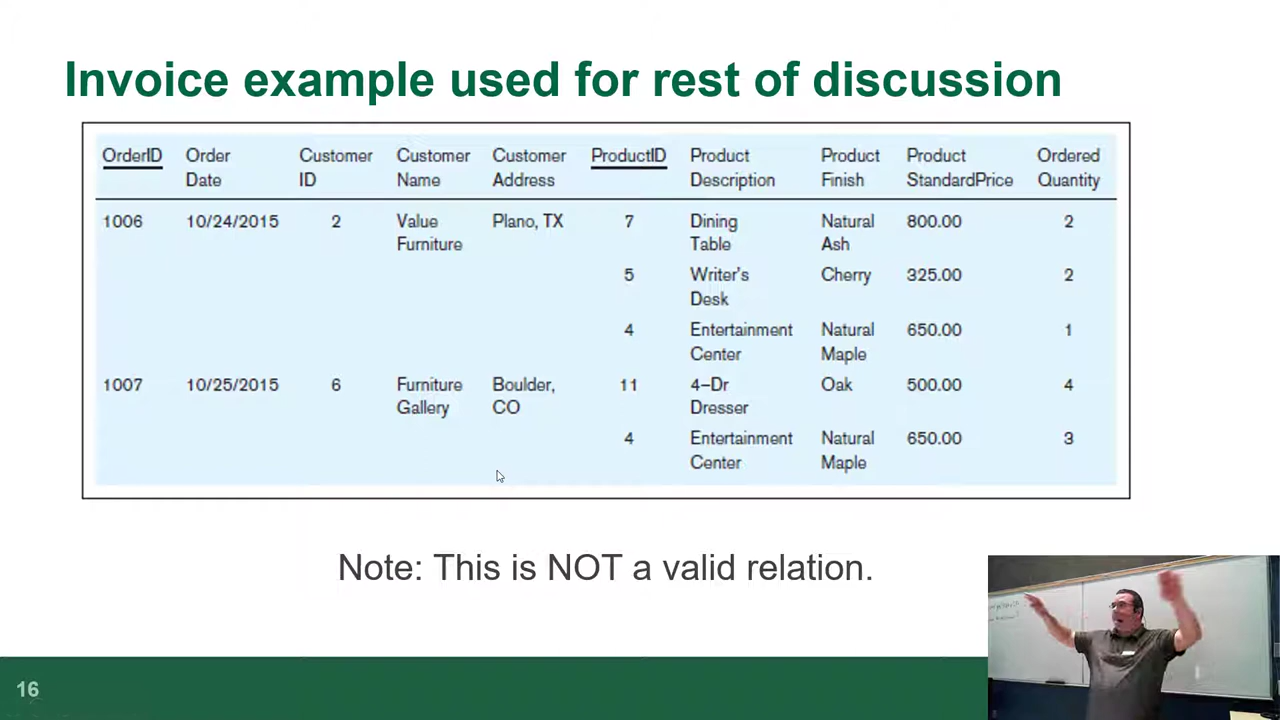 Invoice example used for rest of discussion
OrderID Order Date Customer ID Customer Name Customer Address ProductID Product Description Product Finish Product StandardPrice Ordered Quantity
1006 10/24/2015 2 Value Furniture Plano, TX 7 Dining Table Natural Ash 800.00 2
5 Writer's Desk Cherry 325.00 2
4 Entertainment Center Natural Maple 650.00 1
1007 10/25/2015 6 Furniture Gallery Boulder, CO 11 4–Dr Dresser Oak 500.00 4
4 Entertainment Center Natural Maple 650.00 3
Note: This is NOT a valid relation.
16